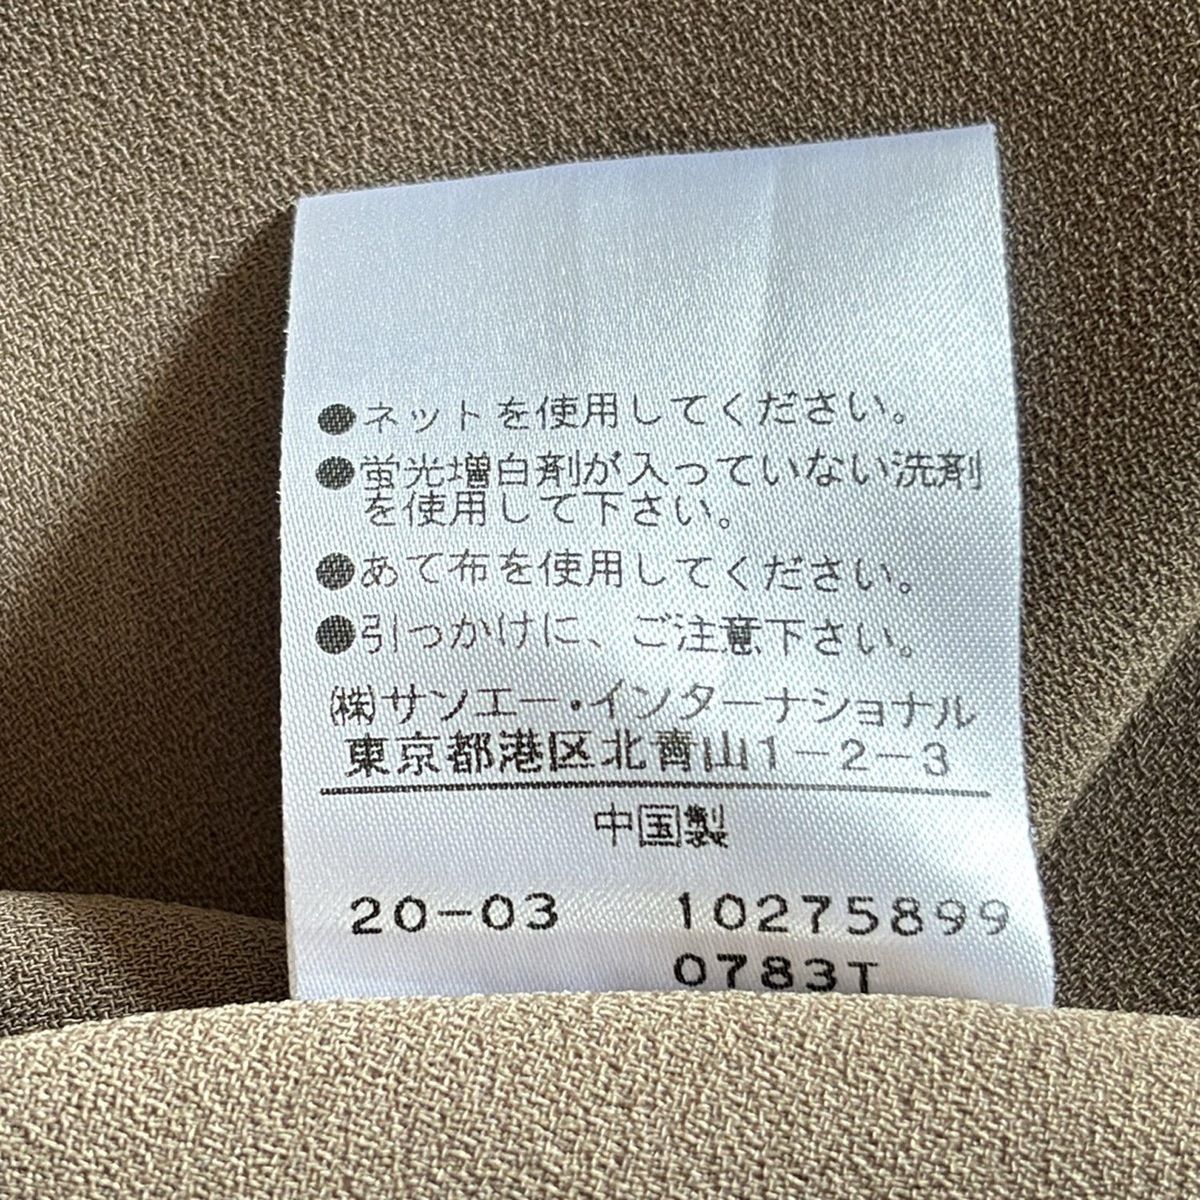 ●ネットを使用してください。
●蛍光増白剤が入っていない洗剤
を使用して下さい。
●あて布を使用してください。
●引っかけに、ご注意下さい。
㈱サンエー・インターナショナル
東京都港区北青山1-2-3
中国製
20-03 10275899
0783T